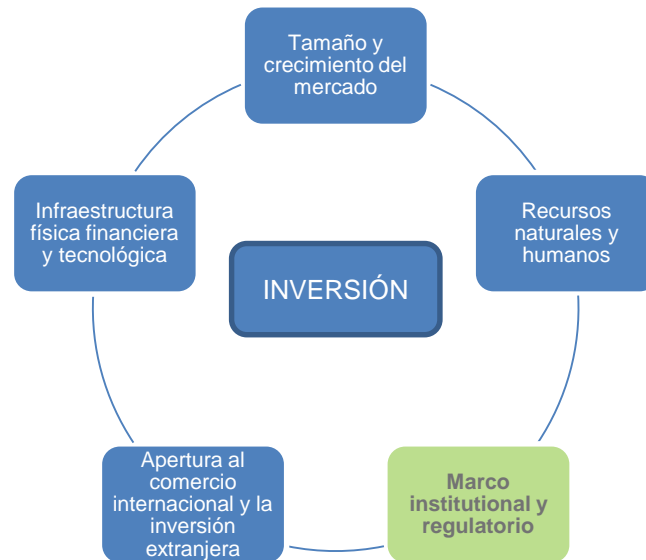 Tamaño y
crecimiento del
mercado
Infraestructura
física financiera
y tecnológica
Recursos
naturales y
humanos
INVERSIÓN
Apertura al
comercio
internacional y la
inversión
extranjera
Marco
institutional y
regulatorio